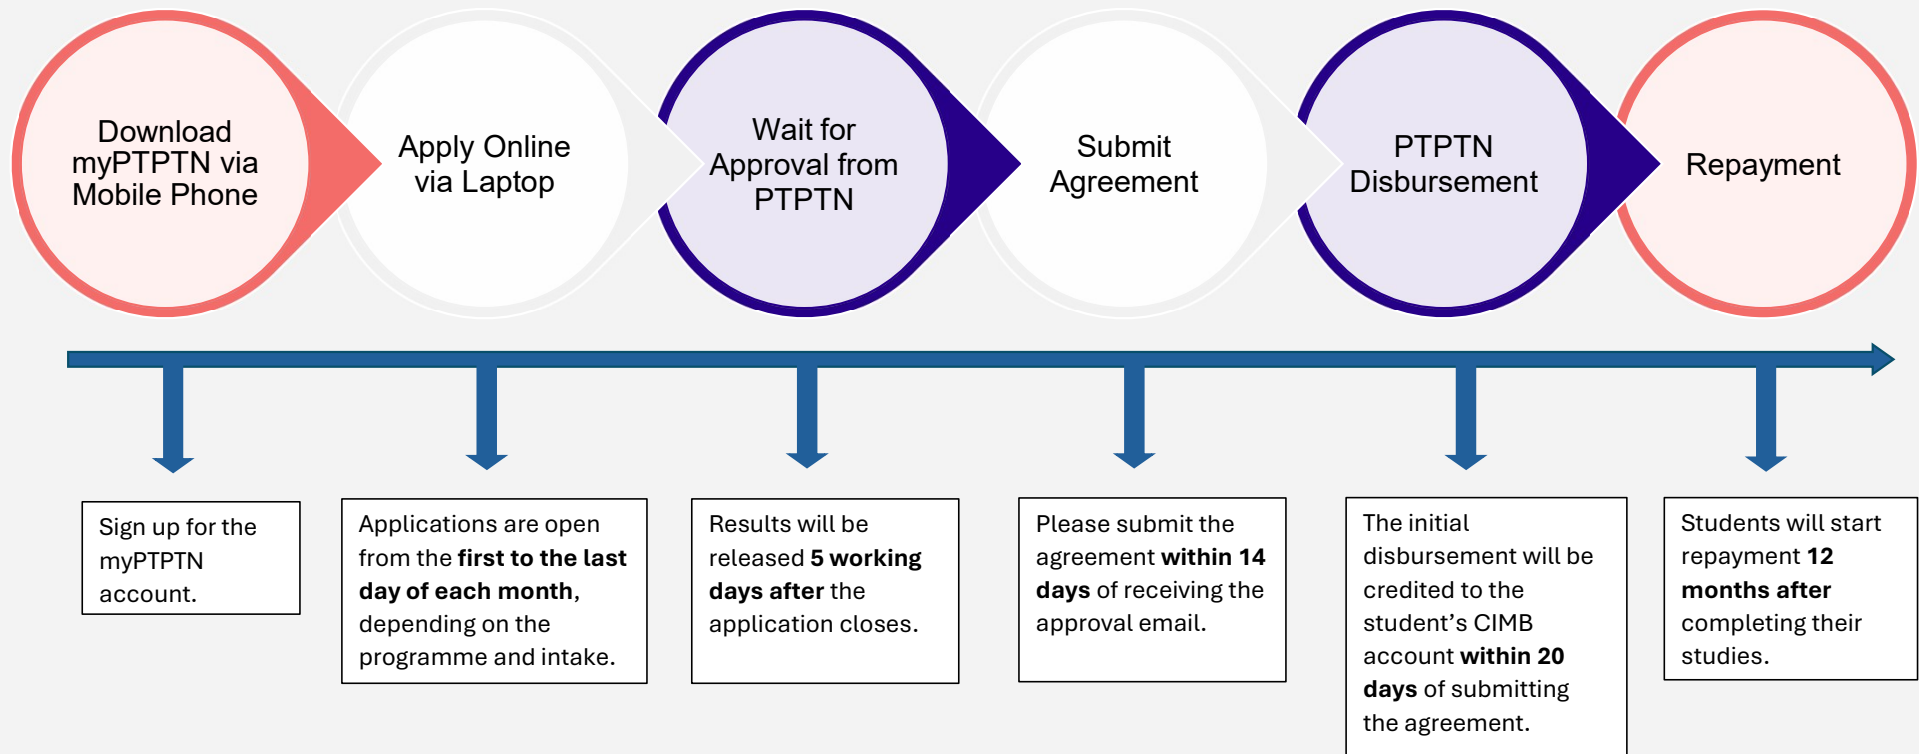 Download
myPTPTN via
Mobile Phone
Apply Online
via Laptop
Wait for
Approval from
PTPTN
Submit
Agreement
PTPTN
Disbursement
Repayment
Sign up for the
myPTPTN
account.
Applications are open
from the first to the last
day of each month,
depending on the
programme and intake.
Results will be
released 5 working
days after the
application closes.
Please submit the
agreement within 14
days of receiving the
approval email.
The initial
disbursement will be
credited to the
student’s CIMB
account within 20
days of submitting
the agreement.
Students will start
repayment 12
months after
completing their
studies.